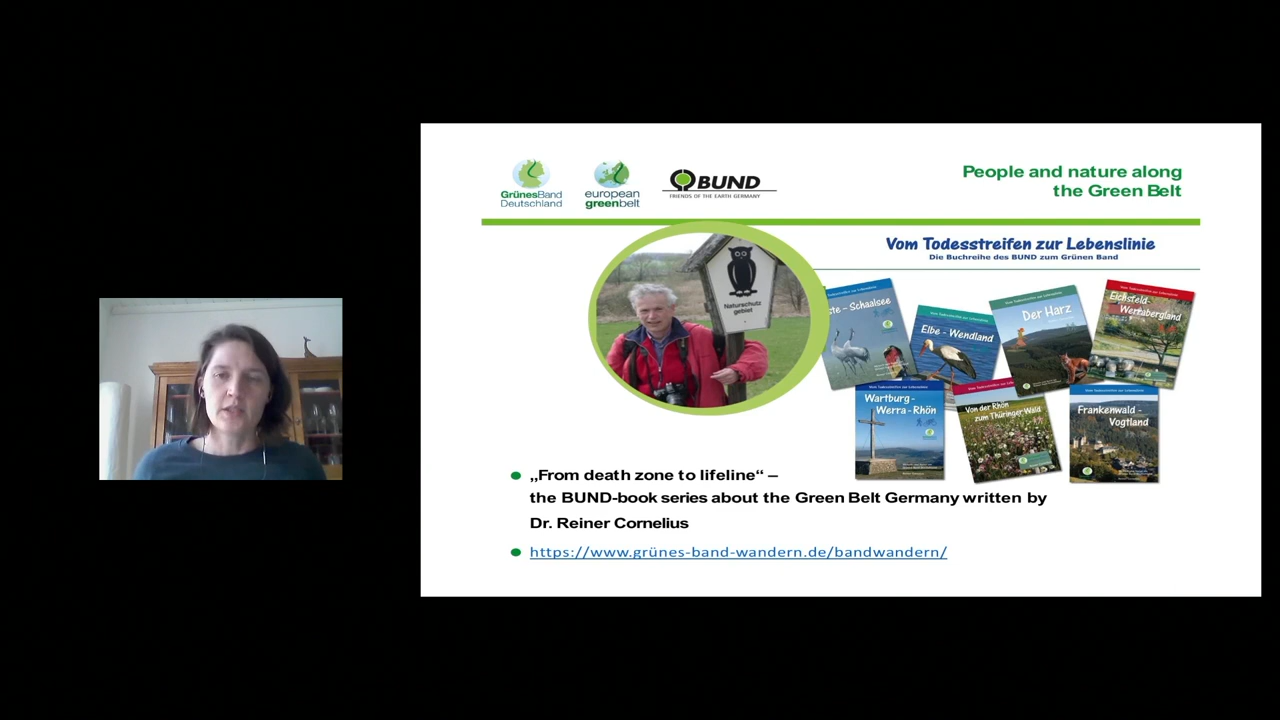 GrünesBand
Deutschland
european
greenbelt
BUND
FRIENDS OF THE EARTH GERMANY
People and nature along
the Green Belt
Vom Todesstreifen zur Lebenslinie
Die Buchreihe des BUND zum Grünen Band
Naturschutz
gebiet
Schaalsee
Elbe - Wendland
Der Harz
Eichsfeld-
Werrabergland
Wartburg -
Werra - Rhön
Von der Rhön
zum Thüringer Wald
Frankenwald -
Vogtland
„From death zone to lifeline“ –
the BUND-book series about the Green Belt Germany written by
Dr. Reiner Cornelius
https://www.grünes-band-wandern.de/bandwandern/